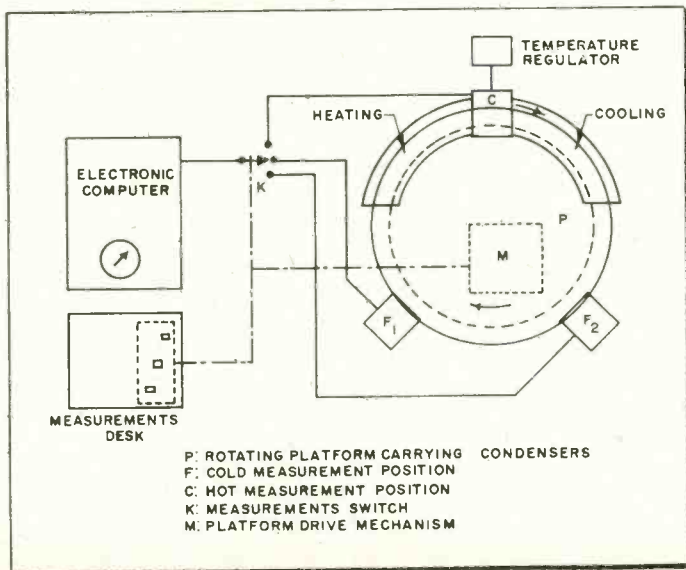 TEMPERATURE
REGULATOR
C
HEATING
COOLING
ELECTRONIC
COMPUTER
K
P
M
F1
F2
MEASUREMENTS
DESK
P: ROTATING PLATFORM CARRYING CONDENSERS
F: COLD MEASUREMENT POSITION
C: HOT MEASUREMENT POSITION
K: MEASUREMENTS SWITCH
M: PLATFORM DRIVE MECHANISM